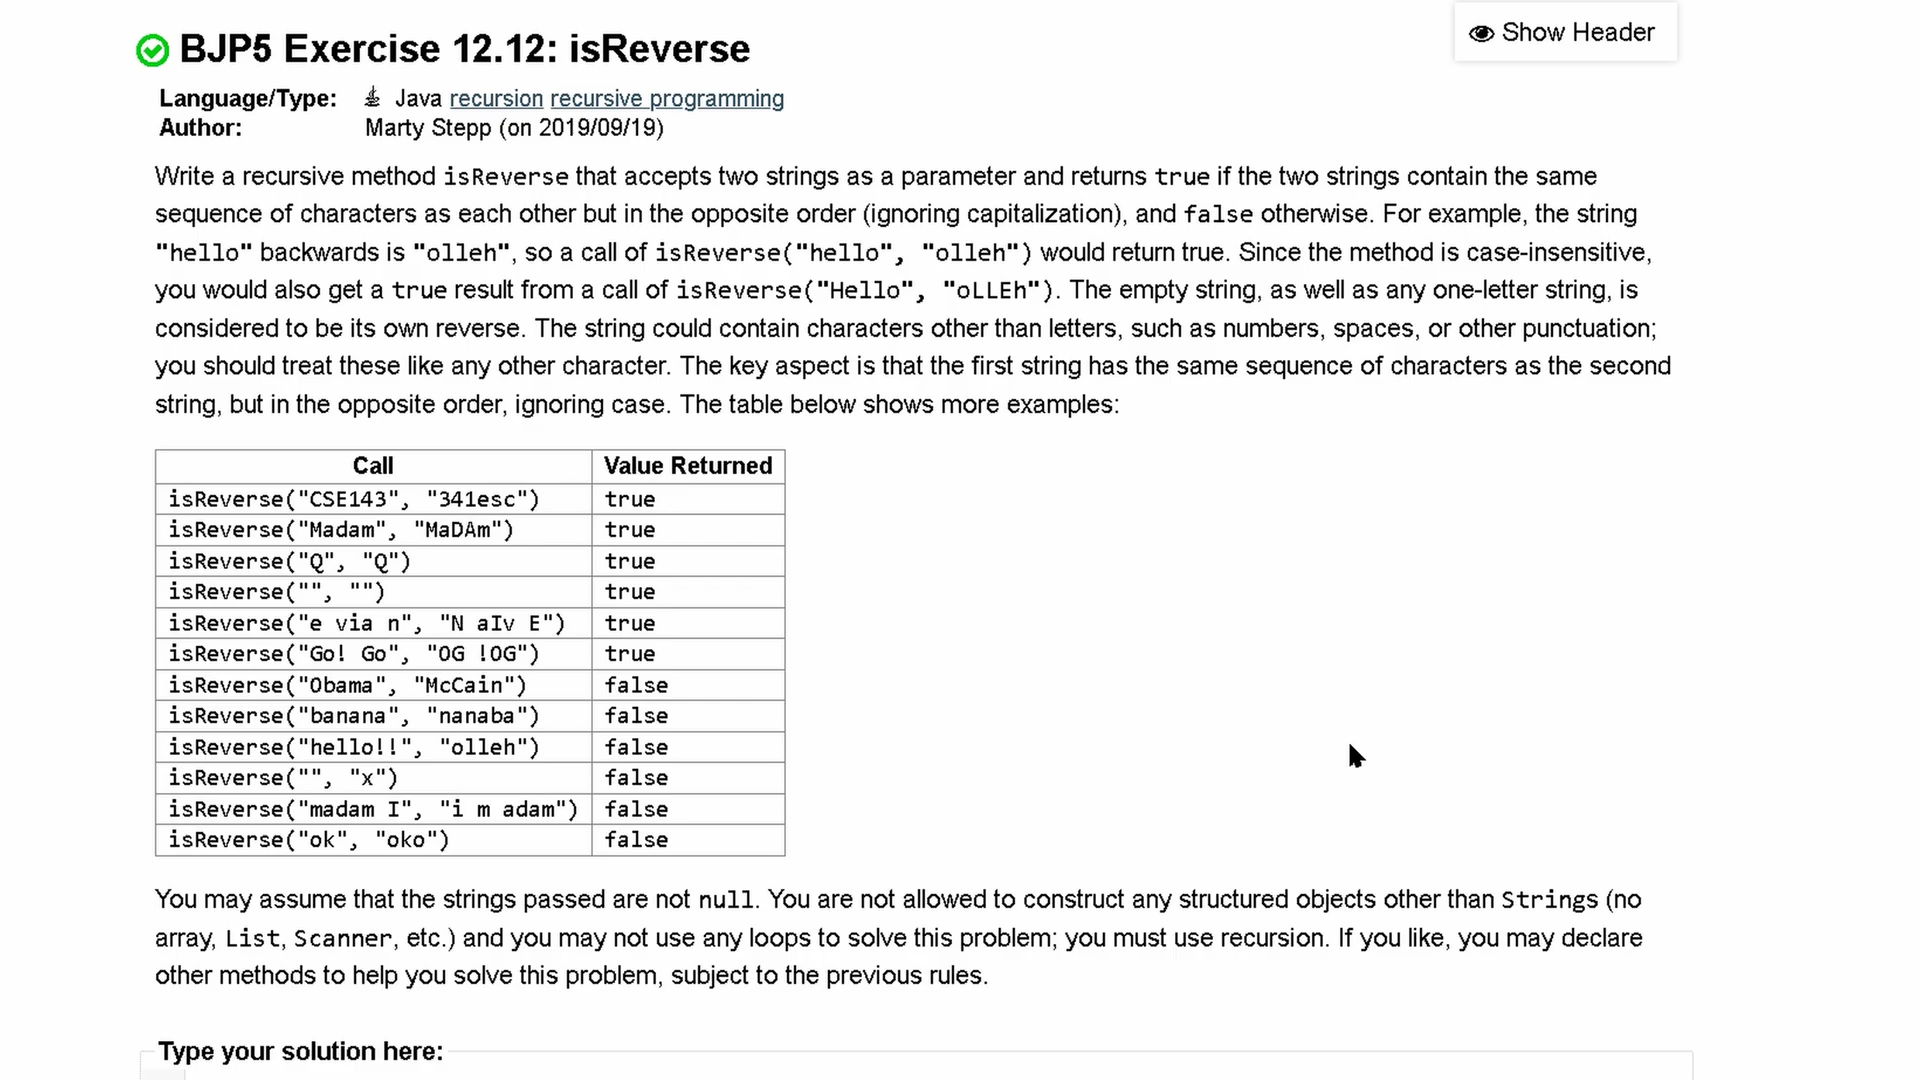 Show Header
BJP5 Exercise 12.12: isReverse
Language/Type: Java recursion recursive programming
Author: Marty Stepp (on 2019/09/19)
Write a recursive method isReverse that accepts two strings as a parameter and returns true if the two strings contain the same
sequence of characters as each other but in the opposite order (ignoring capitalization), and false otherwise. For example, the string
"hello" backwards is "olleh", so a call of isReverse("hello", "olleh") would return true. Since the method is case-insensitive,
you would also get a true result from a call of isReverse("Hello", "oLLEh"). The empty string, as well as any one-letter string, is
considered to be its own reverse. The string could contain characters other than letters, such as numbers, spaces, or other punctuation;
you should treat these like any other character. The key aspect is that the first string has the same sequence of characters as the second
string, but in the opposite order, ignoring case. The table below shows more examples:
Call Value Returned
isReverse("CSE143", "341esc") true
isReverse("Madam", "MaDAm") true
isReverse("Q", "Q") true
isReverse("", "") true
isReverse("e via n", "N aIv E") true
isReverse("Go! Go", "OG !OG") true
isReverse("Obama", "McCain") false
isReverse("banana", "nanaba") false
isReverse("hello!!", "olleh") false
isReverse("", "x") false
isReverse("madam I", "i m adam") false
isReverse("ok", "oko") false
You may assume that the strings passed are not null. You are not allowed to construct any structured objects other than Strings (no
array, List, Scanner, etc.) and you may not use any loops to solve this problem; you must use recursion. If you like, you may declare
other methods to help you solve this problem, subject to the previous rules.
Type your solution here: